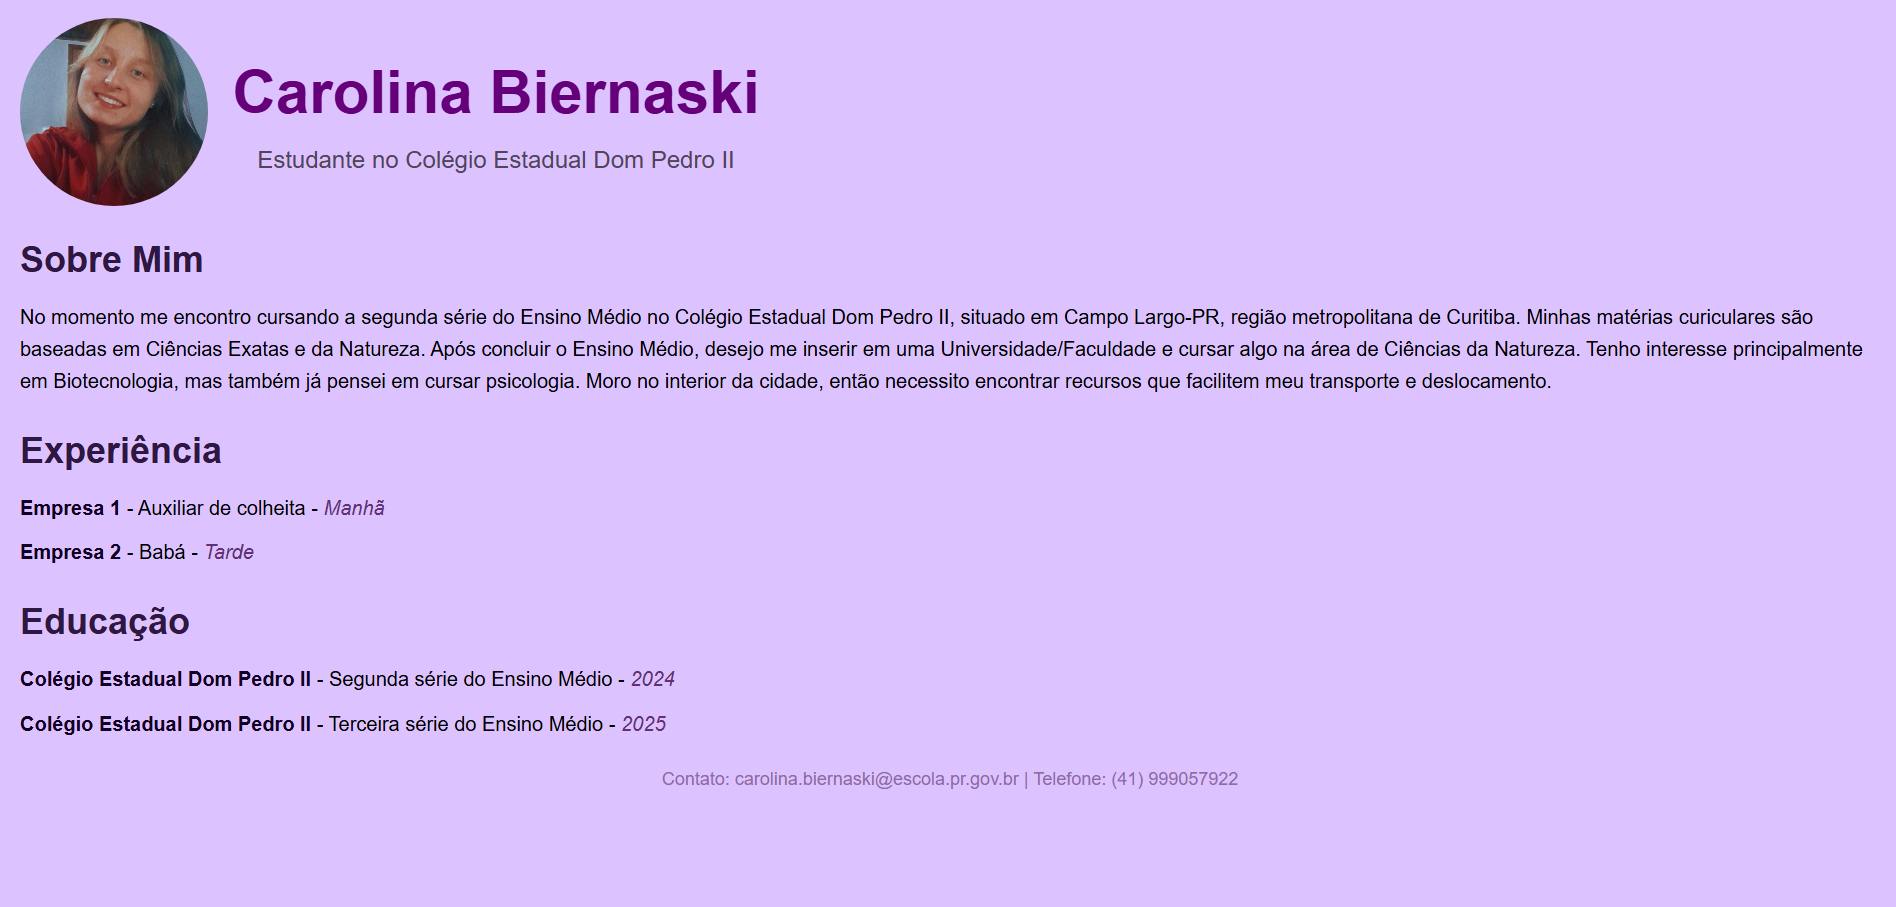 Carolina Biernaski
Estudante no Colégio Estadual Dom Pedro II
Sobre Mim
No momento me encontro cursando a segunda série do Ensino Médio no Colégio Estadual Dom Pedro II, situado em Campo Largo-PR, região metropolitana de Curitiba. Minhas matérias curiculares são
baseadas em Ciências Exatas e da Natureza. Após concluir o Ensino Médio, desejo me inserir em uma Universidade/Faculdade e cursar algo na área de Ciências da Natureza. Tenho interesse principalmente
em Biotecnologia, mas também já pensei em cursar psicologia. Moro no interior da cidade, então necessito encontrar recursos que facilitem meu transporte e deslocamento.
Experiência
Empresa 1 - Auxiliar de colheita - Manhã
Empresa 2 - Babá - Tarde
Educação
Colégio Estadual Dom Pedro II - Segunda série do Ensino Médio - 2024
Colégio Estadual Dom Pedro II - Terceira série do Ensino Médio - 2025
Contato: carolina.biernaski@escola.pr.gov.br | Telefone: (41) 999057922